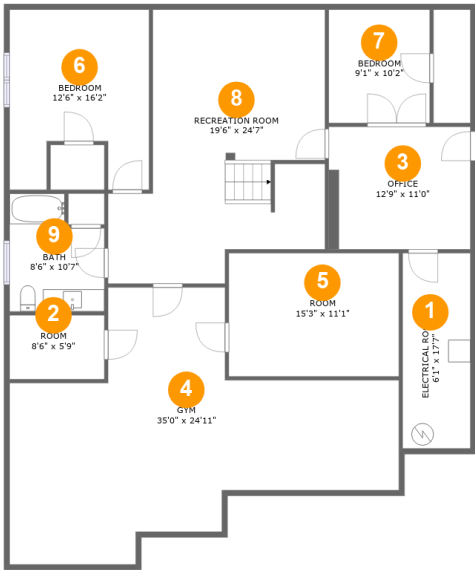 6
BEDROOM
12'6" x 16'2"
7
BEDROOM
9'1" x 10'2"
8
RECREATION ROOM
19'6" x 24'7"
3
OFFICE
12'9" x 11'0"
9
BATH
8'6" x 10'7"
5
ROOM
15'3" x 11'1"
1
ELECTRICAL RO
6'1" x 17'7"
2
ROOM
8'6" x 5'9"
4
GYM
35'0" x 24'11"